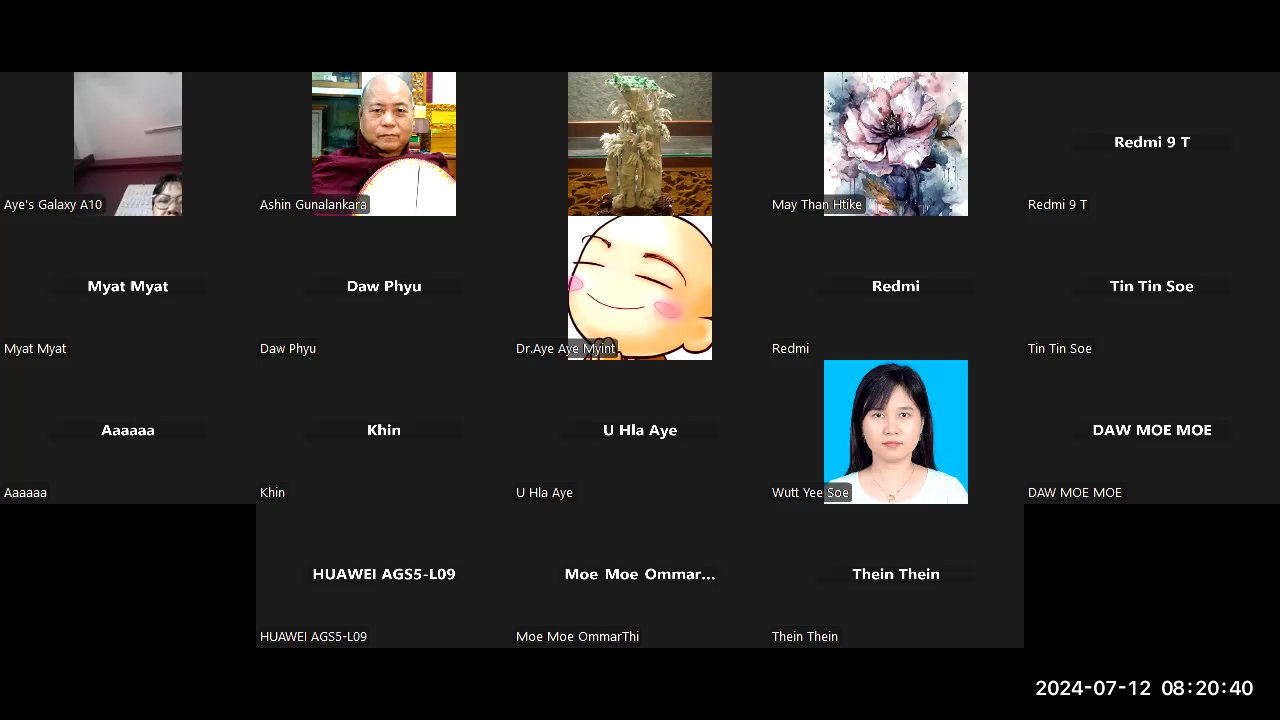 Redmi 9 T
Aye's Galaxy A10
Ashin Gunalankara
May Than Htike
Redmi 9 T
Myat Myat
Daw Phyu
Redmi
Tin Tin Soe
Myat Myat
Daw Phyu
Dr.Aye Aye Myint
Redmi
Tin Tin Soe
Aaaaaa
Khin
U Hla Aye
DAW MOE MOE
Aaaaaa
Khin
U Hla Aye
Wutt Yee Soe
DAW MOE MOE
HUAWEI AGS5-L09
Moe Moe Ommar...
Thein Thein
HUAWEI AGS5-L09
Moe Moe OmmarThi
Thein Thein
2024-07-12 08:20:40